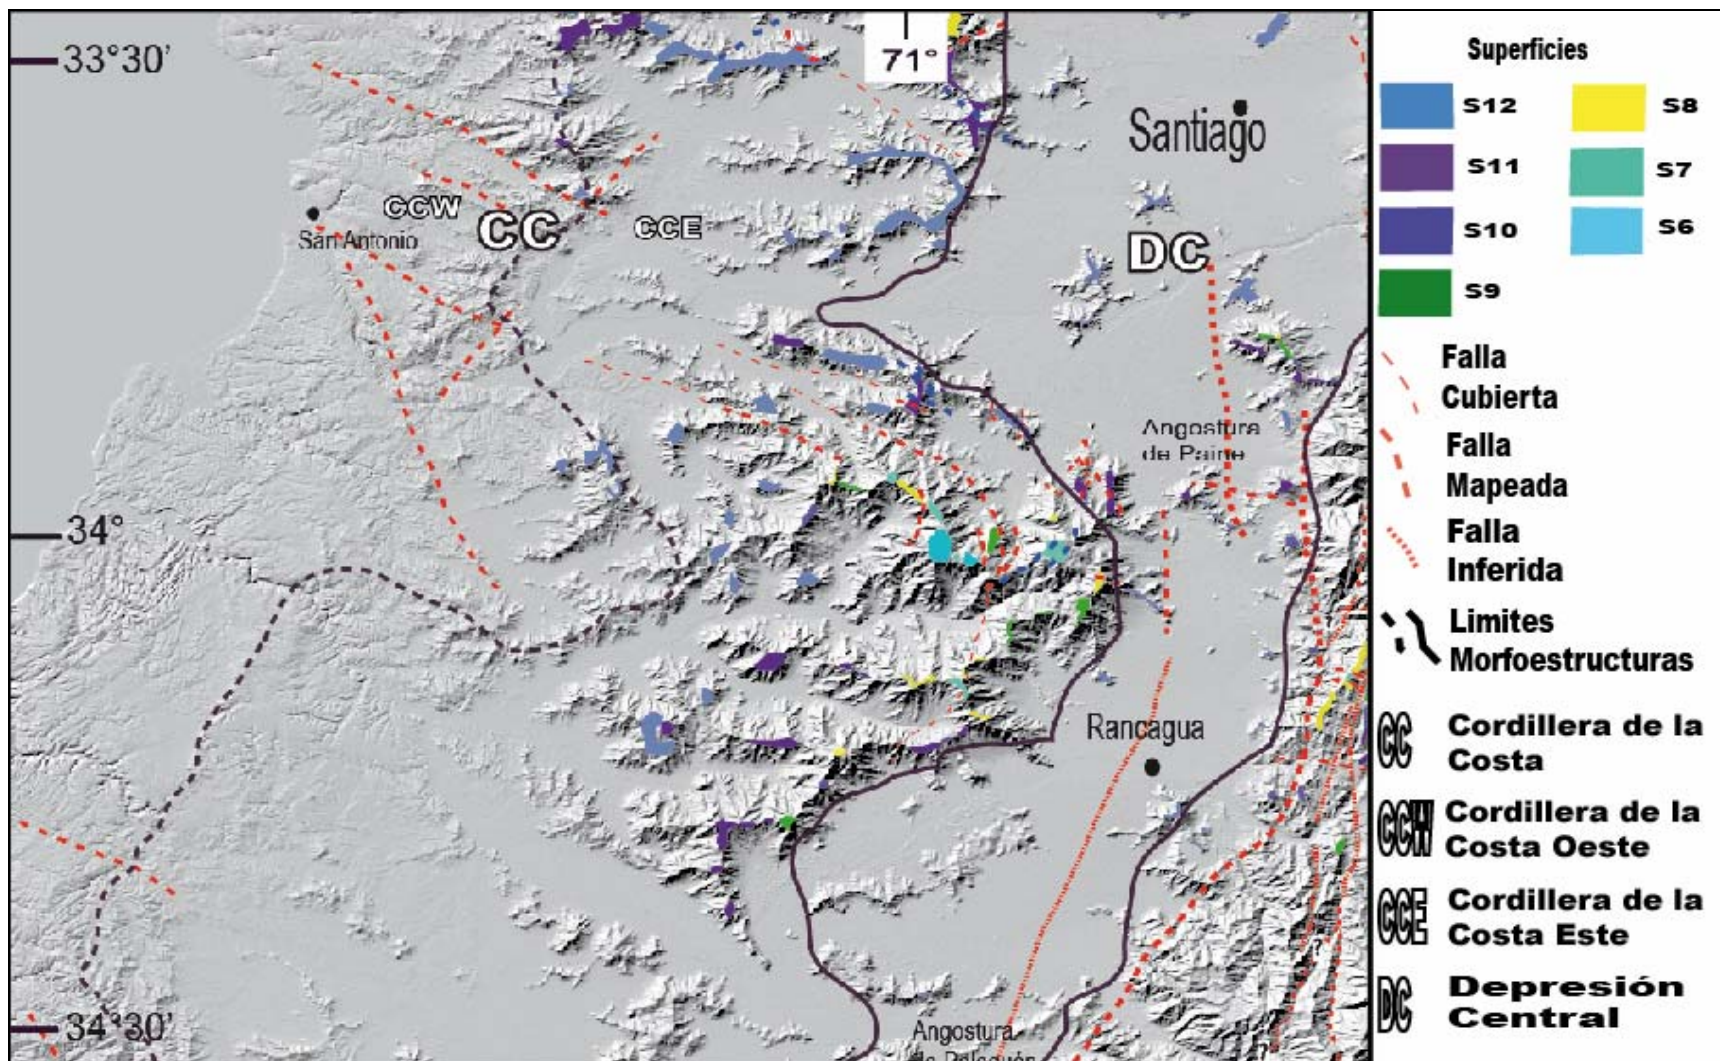 33°30'
71°
Santiago
CCW
CC
CCE
San Antonio
DC
Angostura
de Paine
34°
Rancagua
34°30'
Angostura
Superficies
S12
S8
S11
S7
S10
S6
S9
Falla
Cubierta
Falla
Mapeada
Falla
Inferida
Limites
Morfoestructuras
CC
Cordillera de la
Costa
CCW
Cordillera de la
Costa Oeste
CCE
Cordillera de la
Costa Este
DC
Depresión
Central